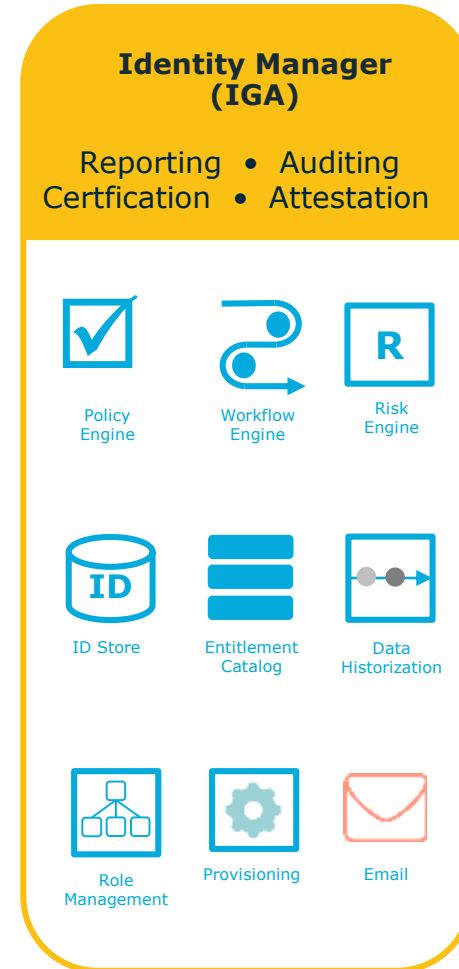 Identity Manager
(IGA)
Reporting • Auditing
Certfication • Attestation
R
Policy
Engine
Workflow
Engine
Risk
Engine
ID
ID Store
Entitlement
Catalog
Data
Historization
Role
Management
Provisioning
Email